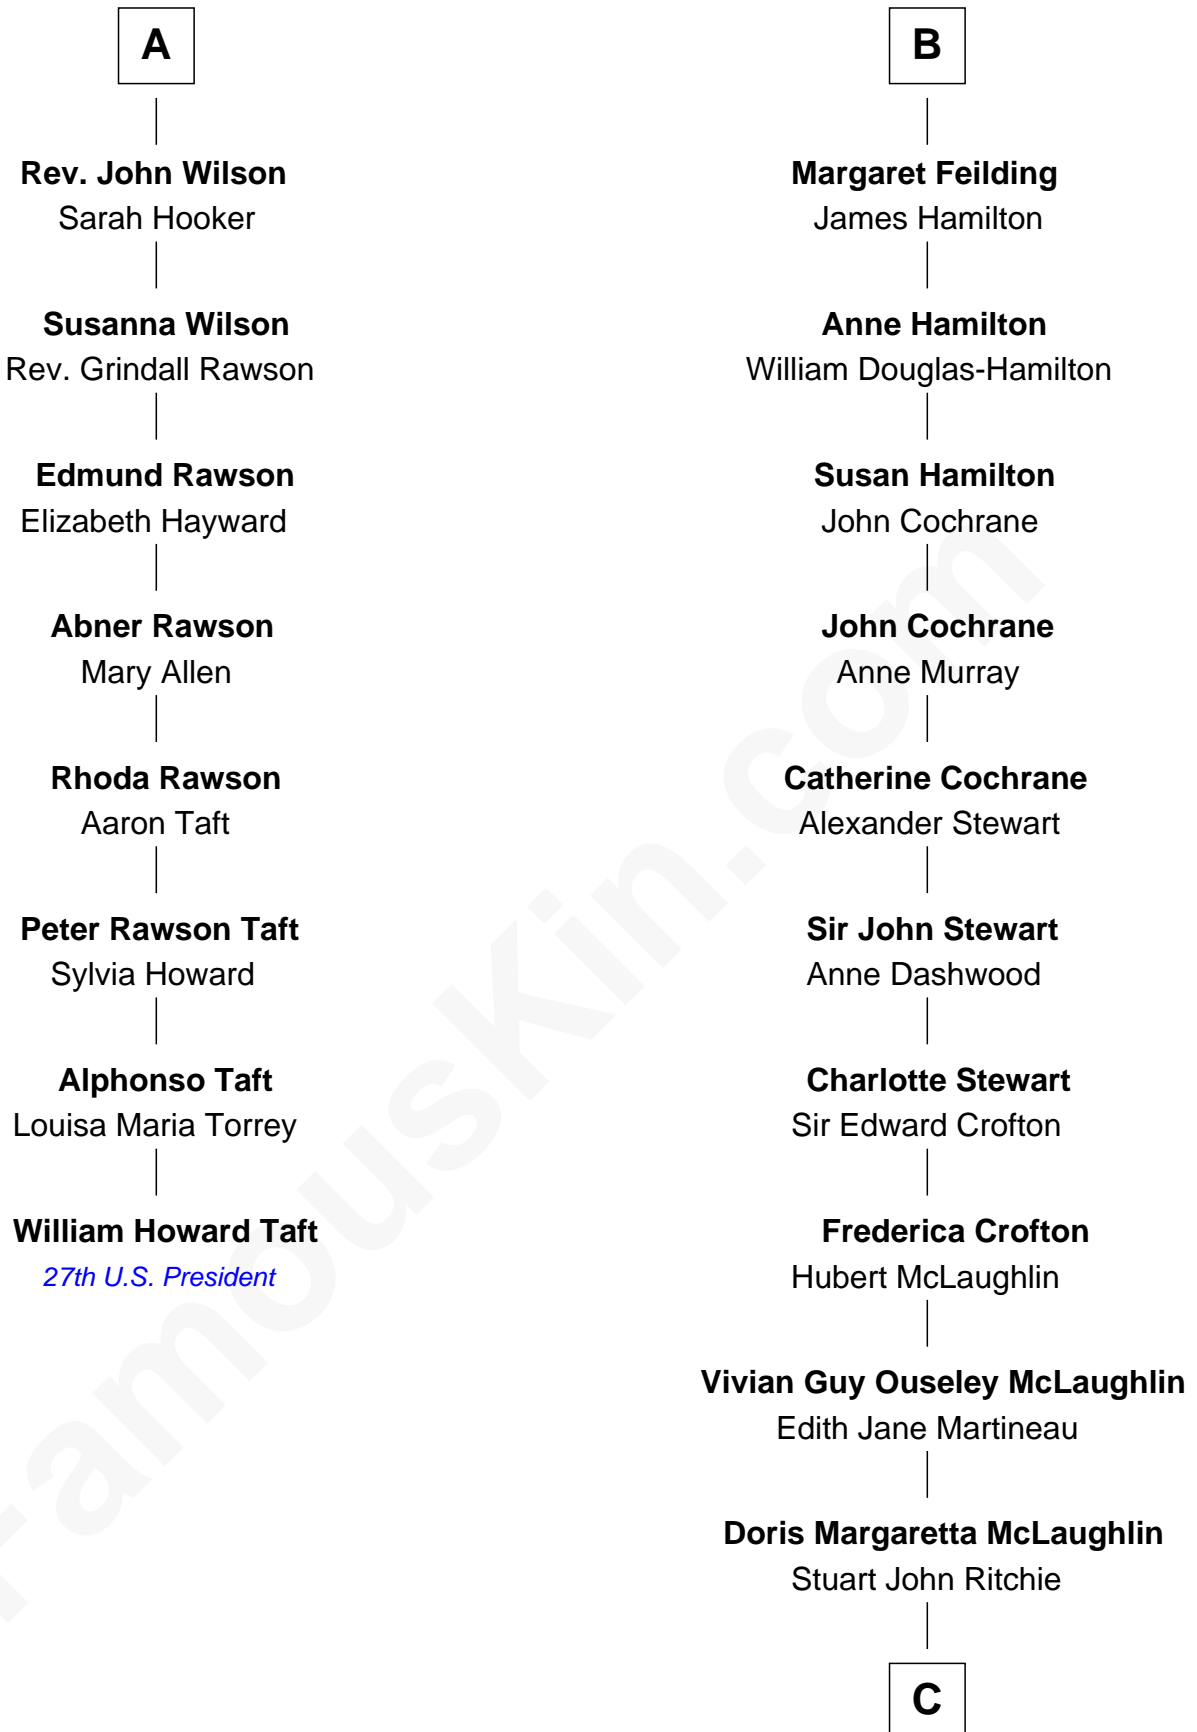 A
Rev. John Wilson
Sarah Hooker
Susanna Wilson
Rev. Grindall Rawson
Edmund Rawson
Elizabeth Hayward
Abner Rawson
Mary Allen
Rhoda Rawson
Aaron Taft
Peter Rawson Taft
Sylvia Howard
Alphonso Taft
Louisa Maria Torrey
William Howard Taft
27th U.S. President
B
Margaret Feilding
James Hamilton
Anne Hamilton
William Douglas-Hamilton
Susan Hamilton
John Cochrane
John Cochrane
Anne Murray
Catherine Cochrane
Alexander Stewart
Sir John Stewart
Anne Dashwood
Charlotte Stewart
Sir Edward Crofton
Frederica Crofton
Hubert McLaughlin
Vivian Guy Ouseley McLaughlin
Edith Jane Martineau
Doris Margaretta McLaughlin
Stuart John Ritchie
C
FamousKin.com